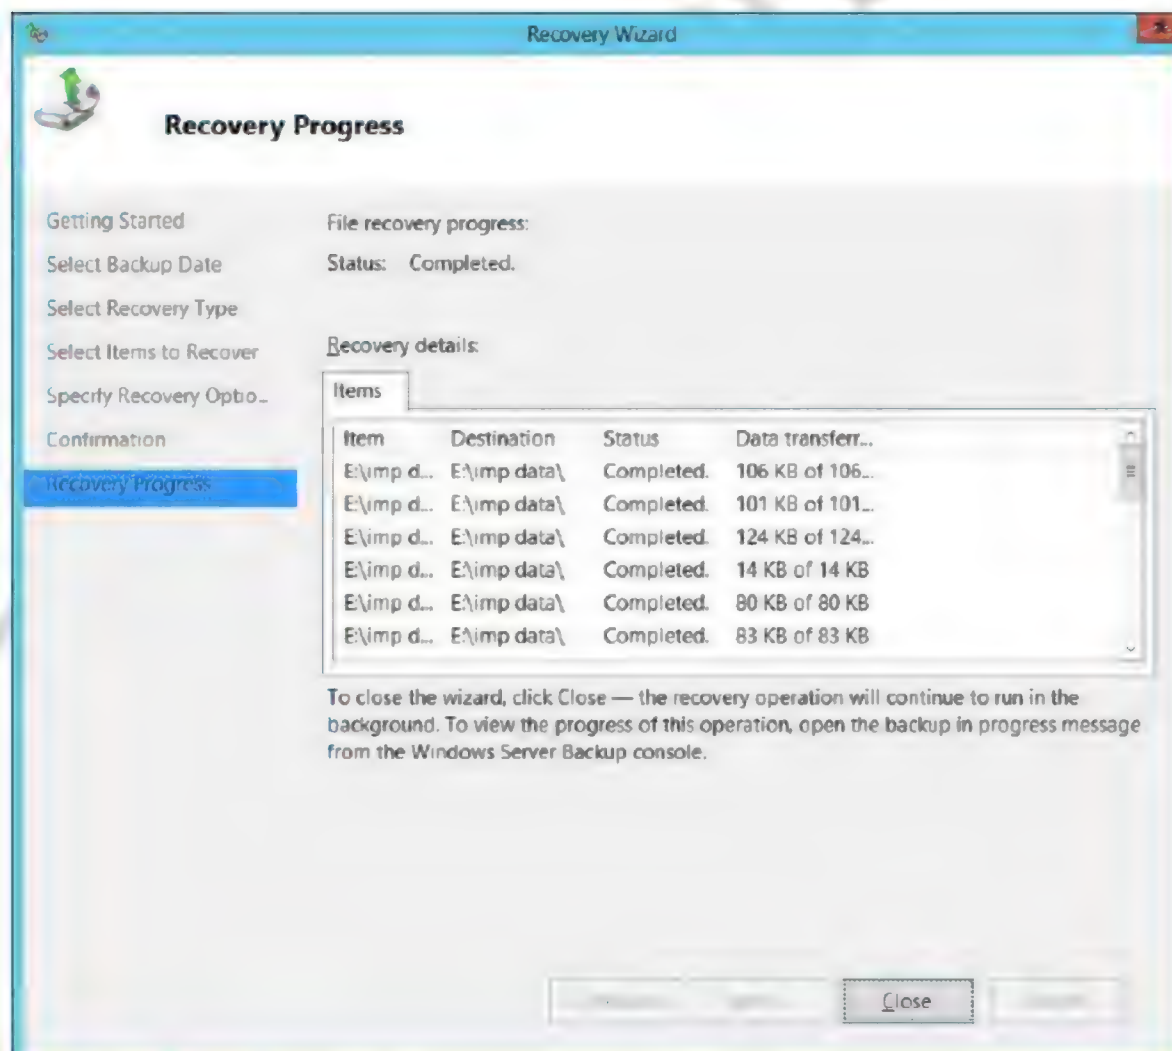 Recovery Wizard
Recovery Progress
Getting Started
Select Backup Date
Select Recovery Type
Select Items to Recover
Specify Recovery Optio...
Confirmation
Recovery Progress
File recovery progress:
Status: Completed.
Recovery details:
Items
Item Destination Status Data transferr...
E:\imp d... E:\imp data\ Completed. 106 KB of 106...
E:\imp d... E:\imp data\ Completed. 101 KB of 101...
E:\imp d... E:\imp data\ Completed. 124 KB of 124...
E:\imp d... E:\imp data\ Completed. 14 KB of 14 KB
E:\imp d... E:\imp data\ Completed. 80 KB of 80 KB
E:\imp d... E:\imp data\ Completed. 83 KB of 83 KB
To close the wizard, click Close — the recovery operation will continue to run in the
background. To view the progress of this operation, open the backup in progress message
from the Windows Server Backup console.
Close